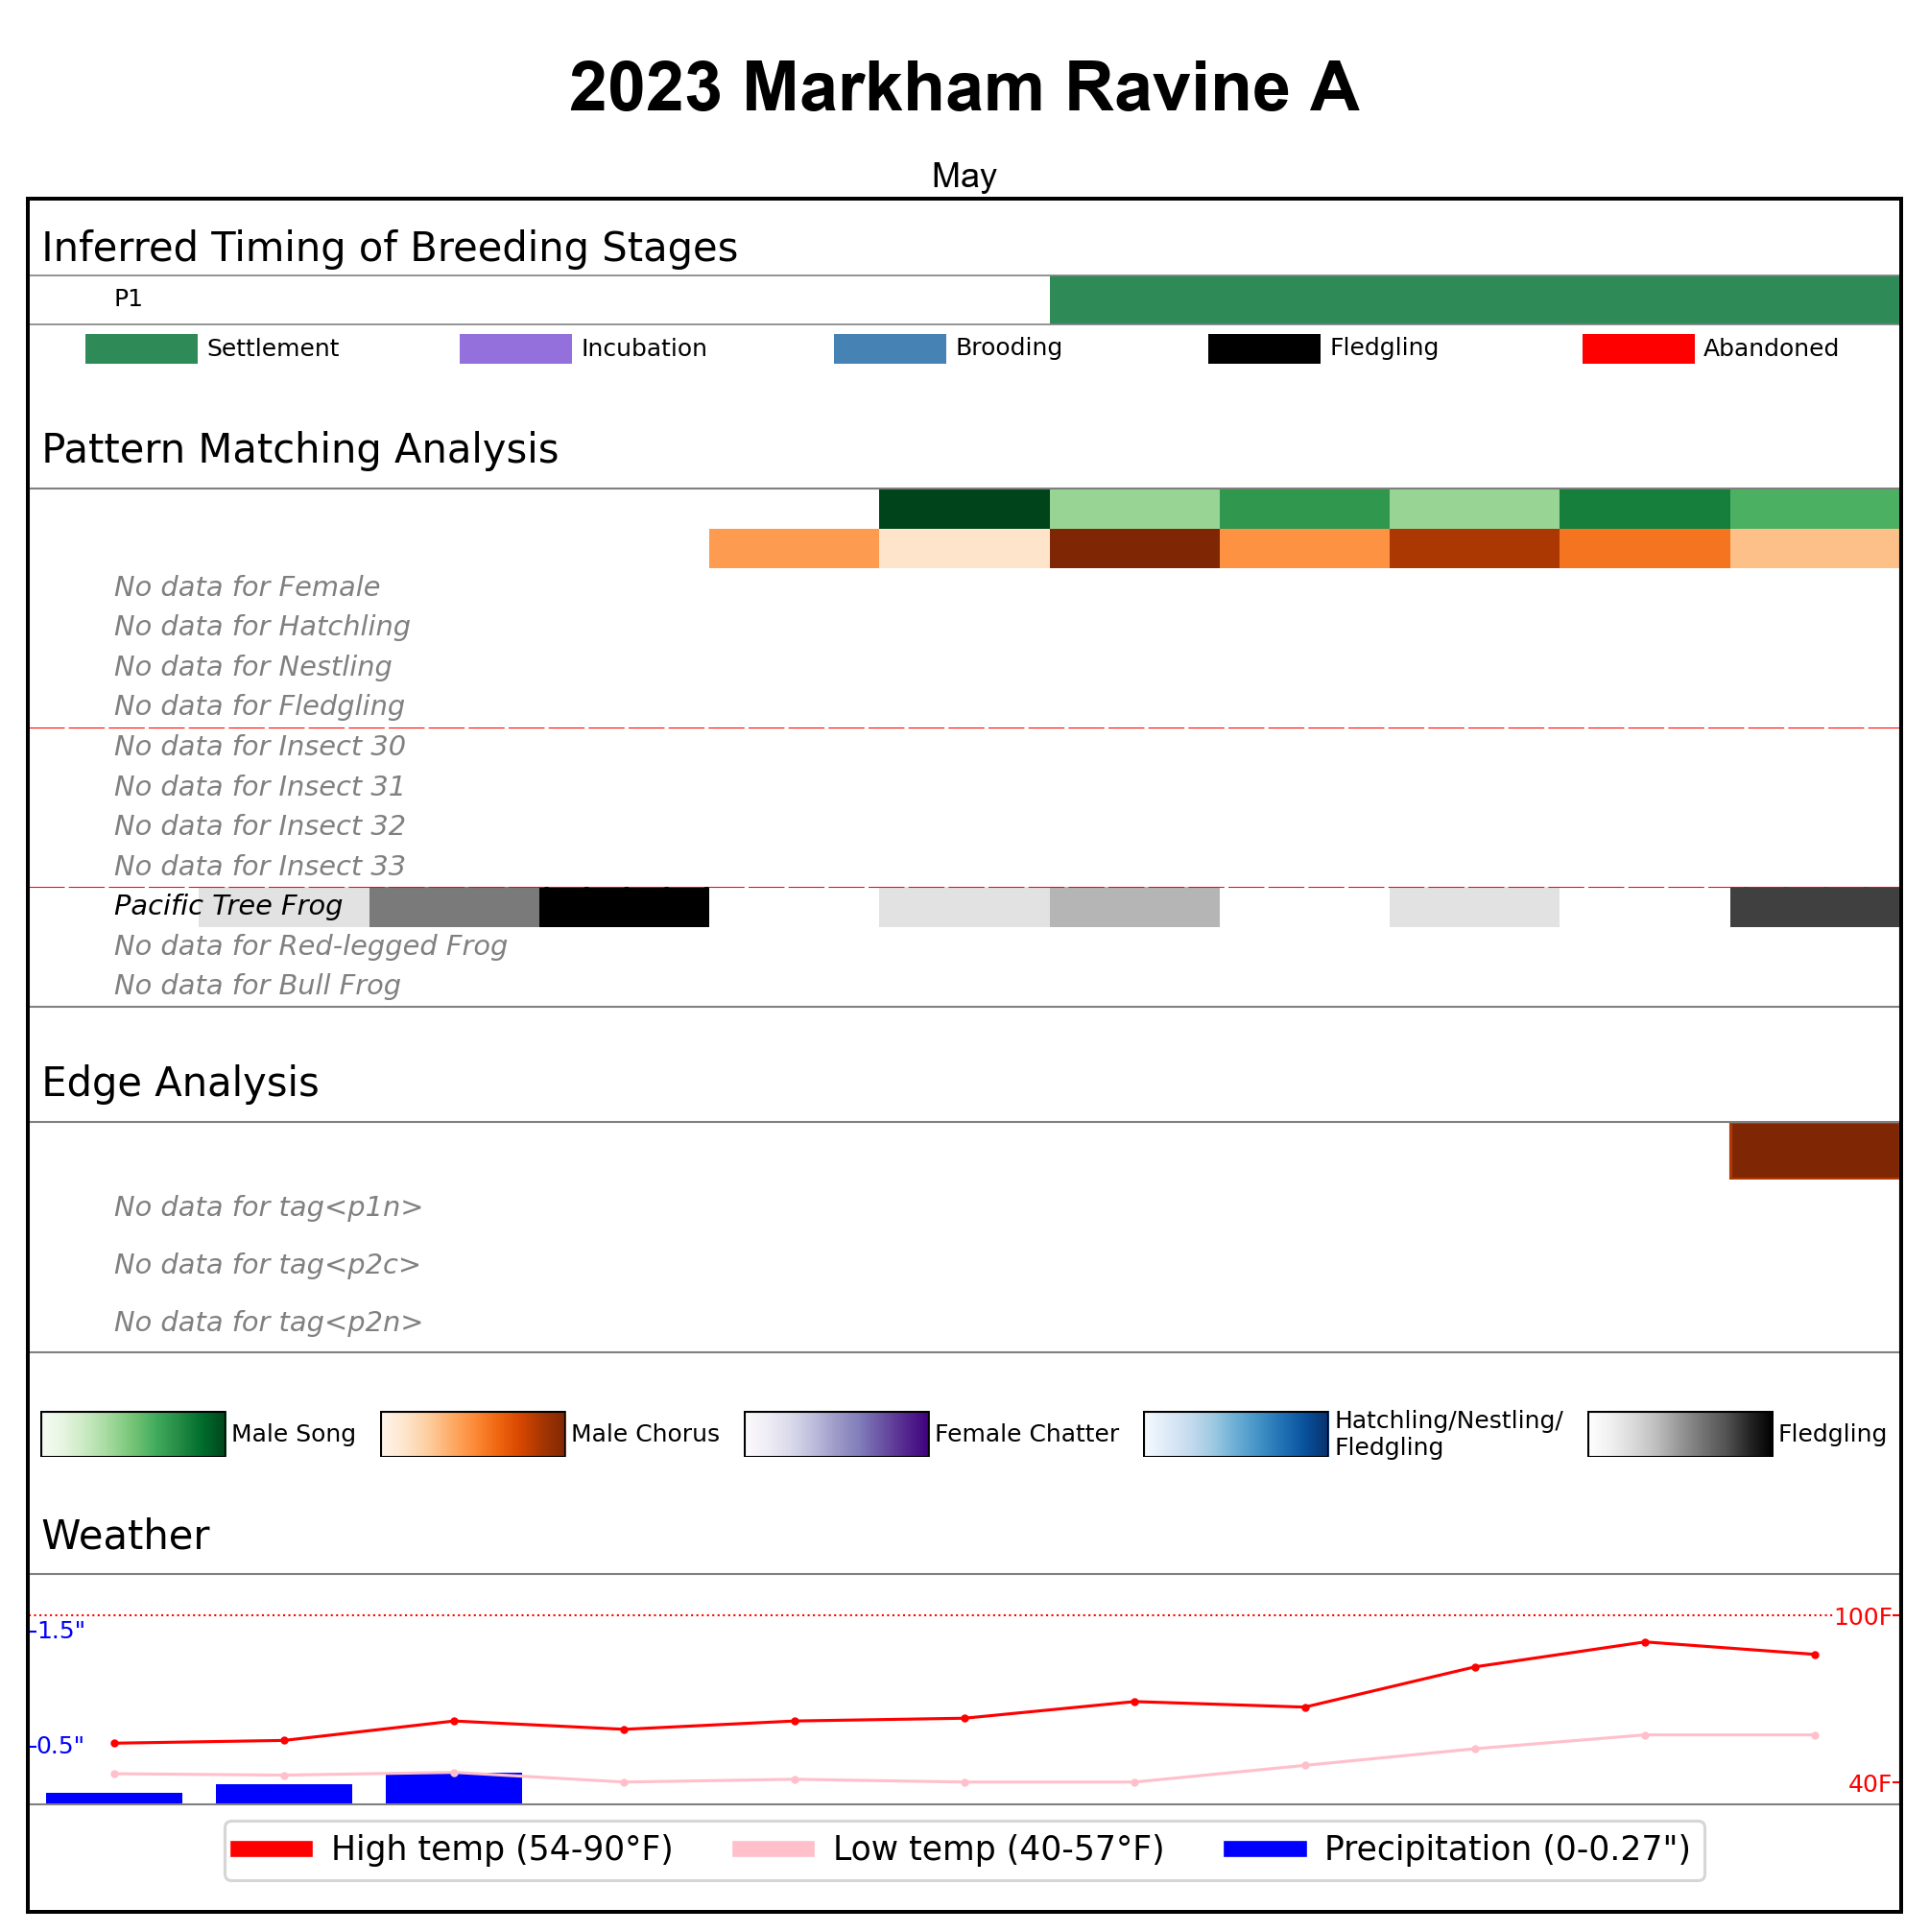 2023 Markham Ravine A
May
Inferred Timing of Breeding Stages
P1
Settlement
Incubation
Brooding
Fledgling
Abandoned
Pattern Matching Analysis
No data for Female
No data for Hatchling
No data for Nestling
No data for Fledgling
No data for Insect 30
No data for Insect 31
No data for Insect 32
No data for Insect 33
Pacific Tree Frog
No data for Red-legged Frog
No data for Bull Frog
Edge Analysis
No data for tag<p1n>
No data for tag<p2c>
No data for tag<p2n>
Male Song
Male Chorus
Female Chatter
Hatchling/Nestling/
Fledgling
Fledgling
Weather
1.5"
100F
0.5"
40F
High temp (54-90°F)
Low temp (40-57°F)
Precipitation (0-0.27")